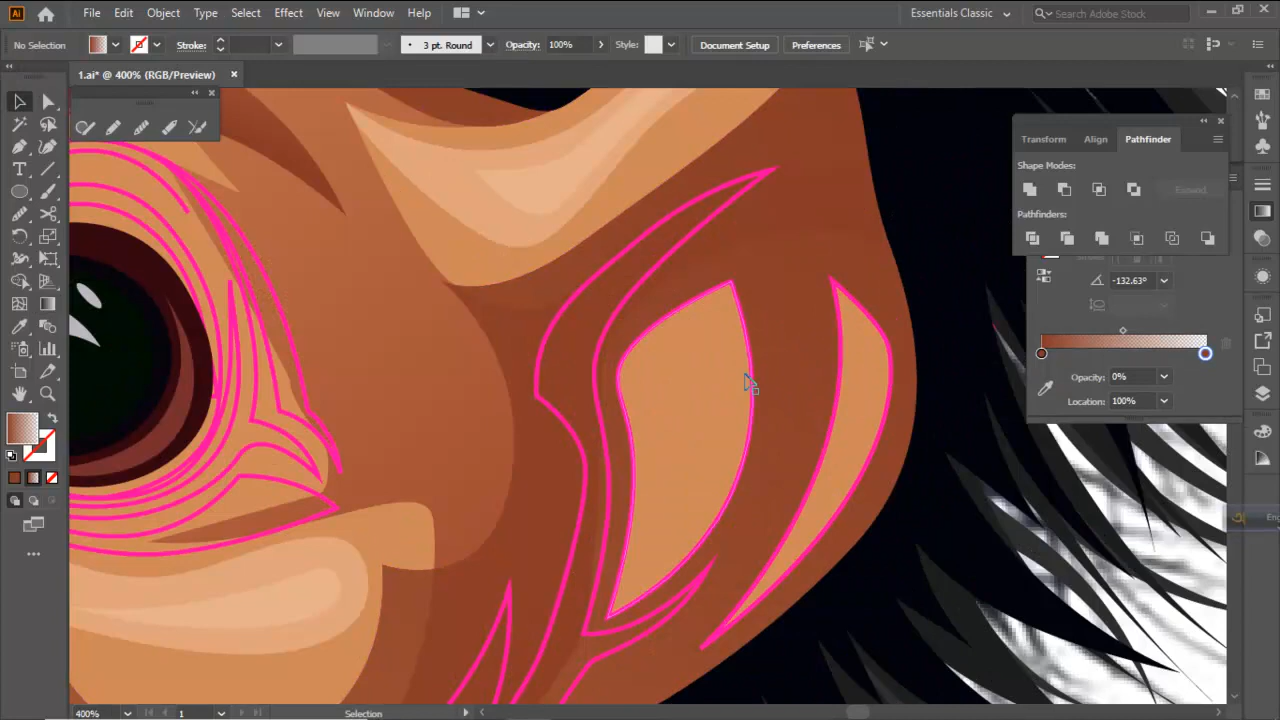 Ai
File Edit Object Type Select Effect View Window Help
Essentials Classic
Search Adobe Stock
No Selection
Stroke:
3 pt. Round
Opacity: 100%
Style:
Document Setup
Preferences
1.ai* @ 400% (RGB/Preview)
Transform Align Pathfinder
Shape Modes:
Expand
Pathfinders:
-132.63°
Opacity: 0%
Location: 100%
400%
1
Selection